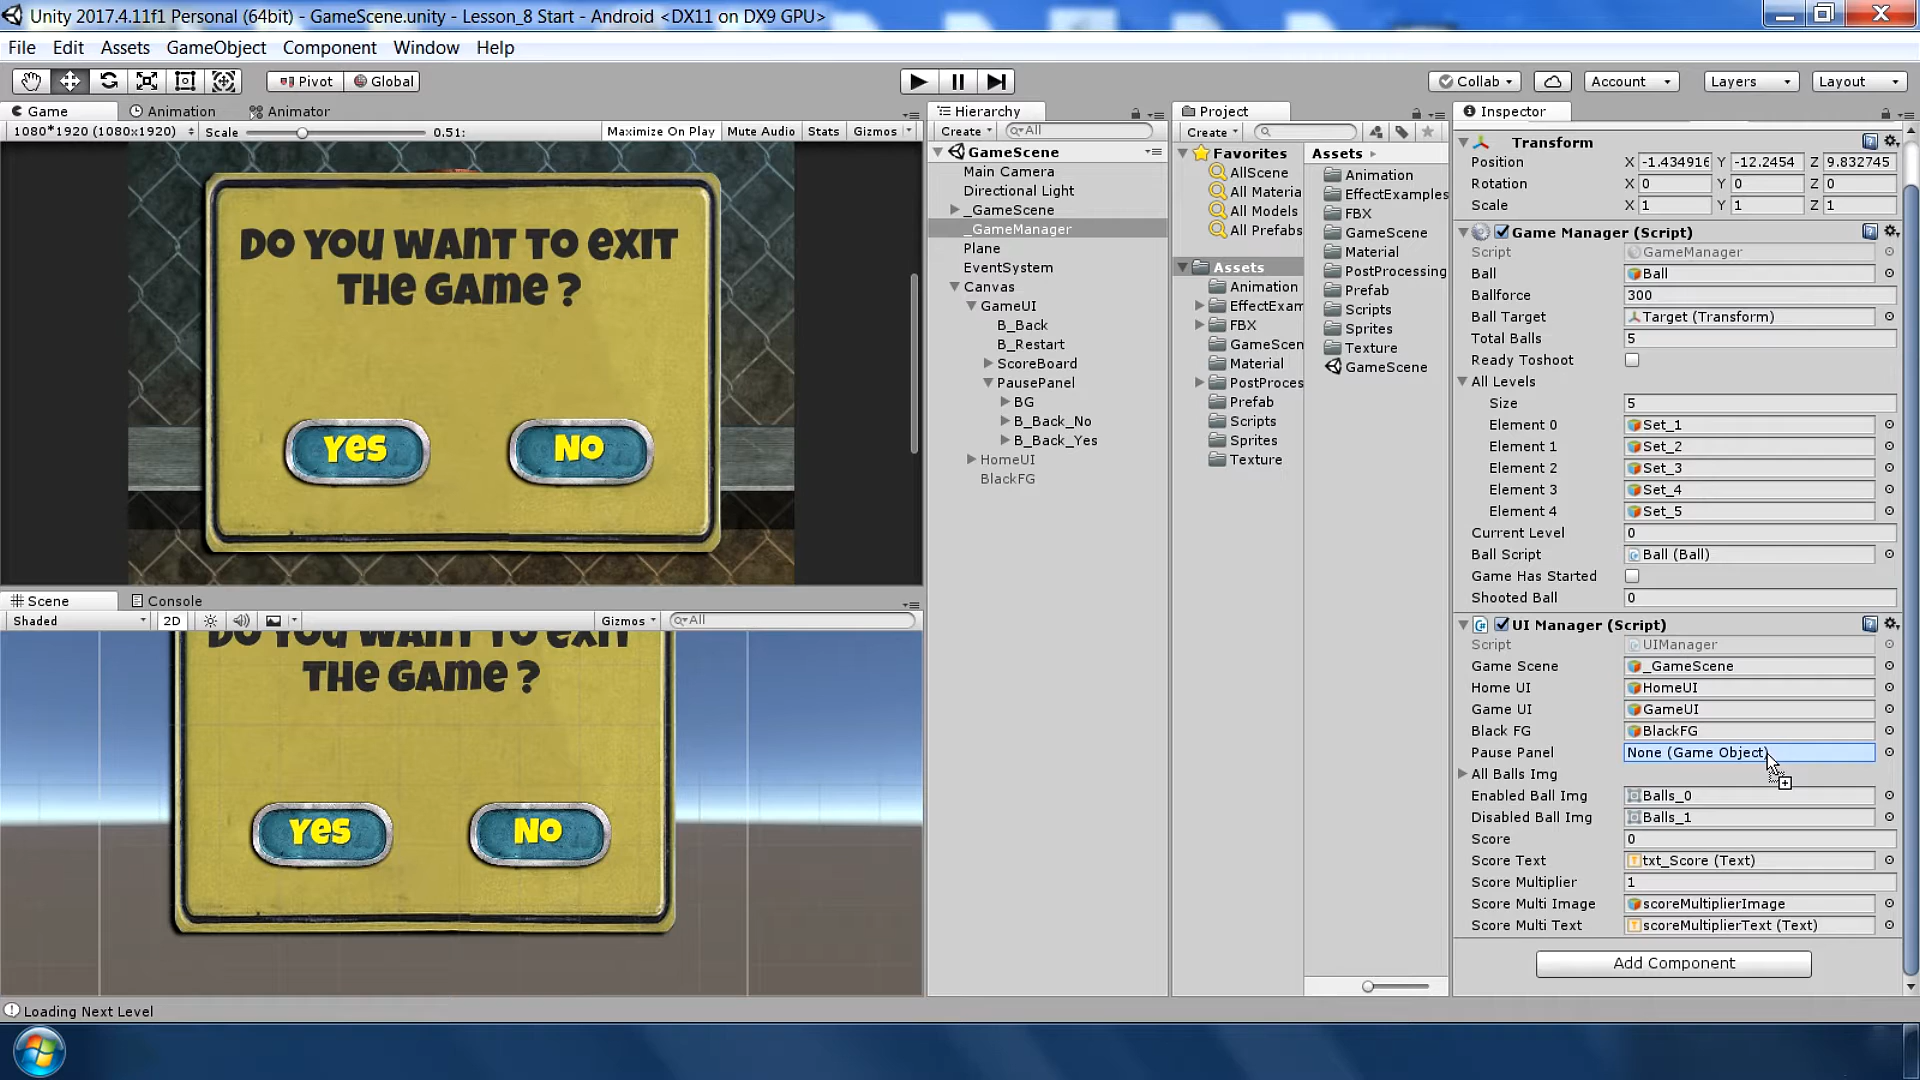 Unity 2017.4.11f1 Personal (64bit) - GameScene.unity - Lesson_8 Start - Android <DX11 on DX9 GPU>
File Edit Assets GameObject Component Window Help
Pivot Global Collab Account Layers Layout
Game Animation Animator
1080*1920 (1080x1920) Scale 0.51: Maximize On Play Mute Audio Stats Gizmos
DO YOU WANT TO EXIT
THE GAME ?
YES NO
Scene Console
Shaded 2D Gizmos All
DO YOU WANT TO EXIT
THE GAME ?
YES NO
Hierarchy
Create All
GameScene
Main Camera
Directional Light
_GameScene
_GameManager
Plane
EventSystem
Canvas
GameUI
B_Back
B_Restart
ScoreBoard
PausePanel
BG
B_Back_No
B_Back_Yes
HomeUI
BlackFG
Project
Create
Favorites
AllScene
All Materia
All Models
All Prefabs
Assets
Animation
EffectExam
FBX
GameScen
Material
PostProces
Prefab
Scripts
Sprites
Texture
Assets
Animation
EffectExamples
FBX
GameScene
Material
PostProcessing
Prefab
Scripts
Sprites
Texture
GameScene
Inspector
Transform
Position X -1.434916 Y -12.2454 Z 9.832745
Rotation X 0 Y 0 Z 0
Scale X 1 Y 1 Z 1
Game Manager (Script)
Script GameManager
Ball Ball
Ballforce 300
Ball Target Target (Transform)
Total Balls 5
Ready Toshoot
All Levels
Size 5
Element 0 Set_1
Element 1 Set_2
Element 2 Set_3
Element 3 Set_4
Element 4 Set_5
Current Level 0
Ball Script Ball (Ball)
Game Has Started
Shooted Ball 0
UI Manager (Script)
Script UIManager
Game Scene _GameScene
Home UI HomeUI
Game UI GameUI
Black FG BlackFG
Pause Panel None (Game Object)
All Balls Img
Enabled Ball Img Balls_0
Disabled Ball Img Balls_1
Score 0
Score Text txt_Score (Text)
Score Multiplier 1
Score Multi Image scoreMultiplierImage
Score Multi Text scoreMultiplierText (Text)
Add Component
Loading Next Level